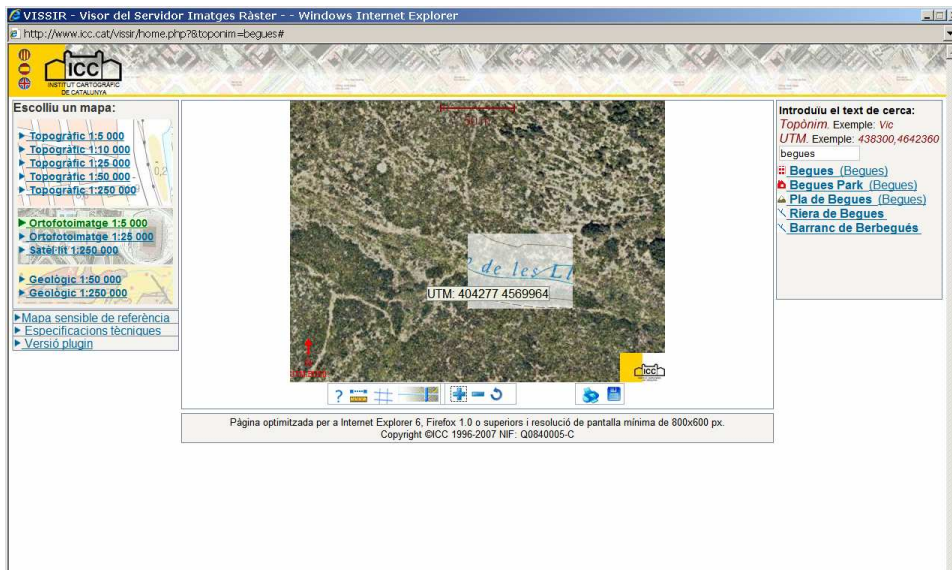 VISSIR - Visor del Servidor Imatges Ràster - - Windows Internet Explorer
http://www.icc.cat/vissir/home.php?&toponim=begues#
icc
INSTITUT CARTOGRÀFIC
DE CATALUNYA
Escolliu un mapa:
Topogràfic 1:5 000
Topogràfic 1:10 000
Topogràfic 1:25 000
Topogràfic 1:50 000
Topogràfic 1:250 000
0,2
Ortofotoimatge 1:5 000
Ortofotoimatge 1:25 000
Satèl·lit 1:250 000
Geològic 1:50 000
Geològic 1:250 000
Mapa sensible de referència
Especificacions tècniques
Versió plugin
de les Ll
UTM: 404277 4569964
icc
Introduïu el text de cerca:
Topònim. Exemple: Vic
UTM. Exemple: 438300,4642360
begues
Begues (Begues)
Begues Park (Begues)
Pla de Begues (Begues)
Riera de Begues
Barranc de Berbegués
?
Pàgina optimitzada per a Internet Explorer 6, Firefox 1.0 o superiors i resolució de pantalla mínima de 800x600 px.
Copyright ©ICC 1996-2007 NIF: Q0840005-C